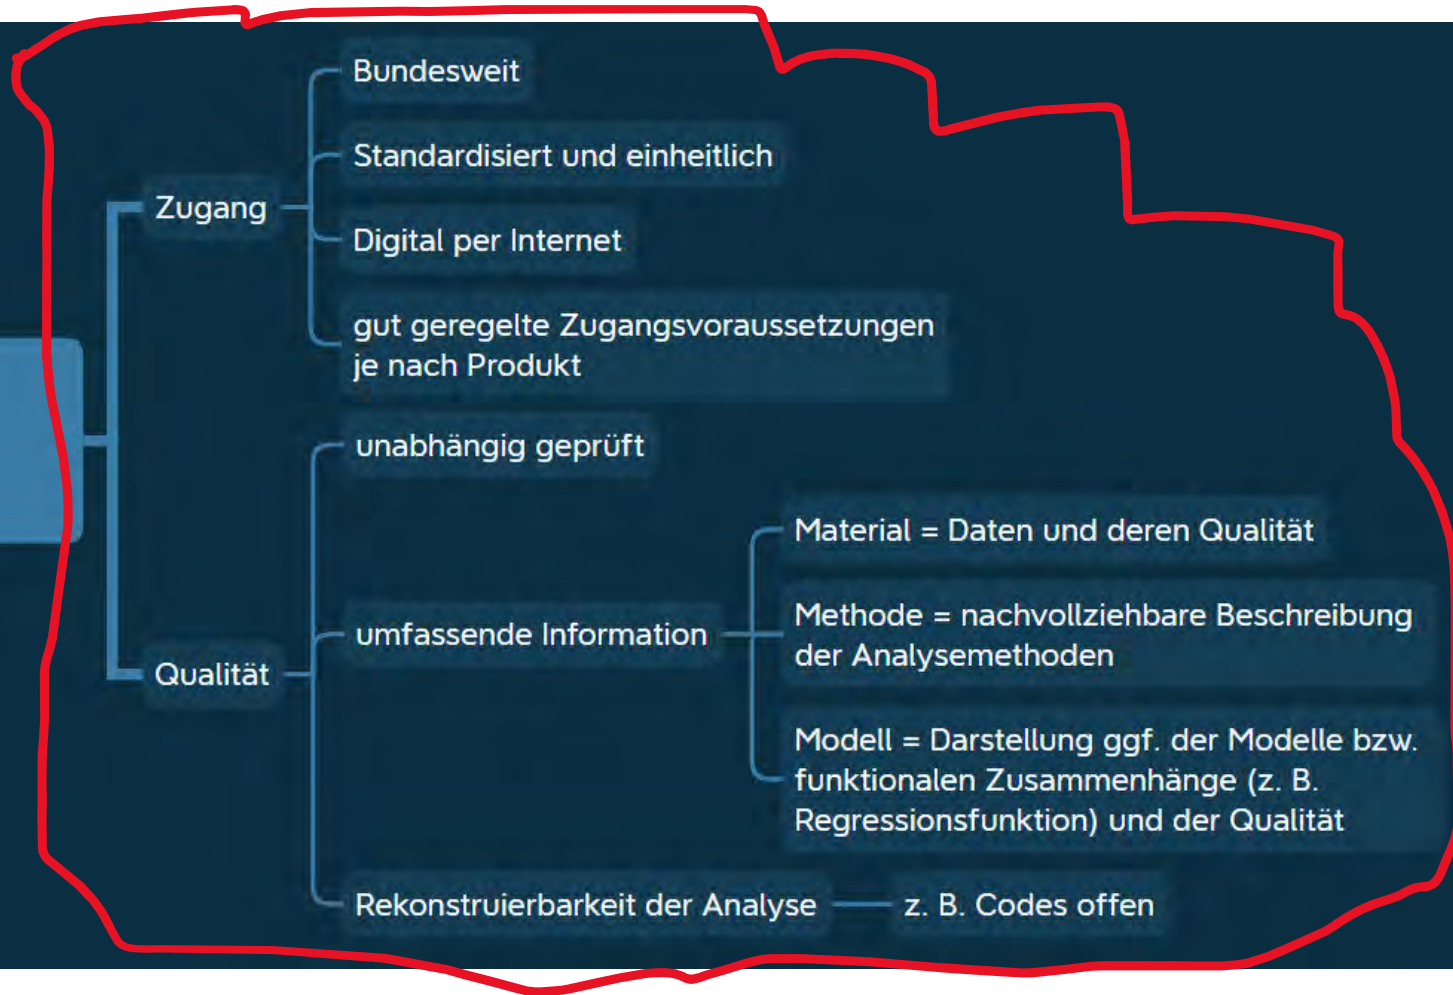 Bundesweit
Standardisiert und einheitlich
Zugang
Digital per Internet
gut geregelte Zugangsvoraussetzungen
je nach Produkt
unabhängig geprüft
Material = Daten und deren Qualität
umfassende Information
Methode = nachvollziehbare Beschreibung
der Analysemethoden
Qualität
Modell = Darstellung ggf. der Modelle bzw.
funktionalen Zusammenhänge (z. B.
Regressionsfunktion) und der Qualität
Rekonstruierbarkeit der Analyse
z. B. Codes offen